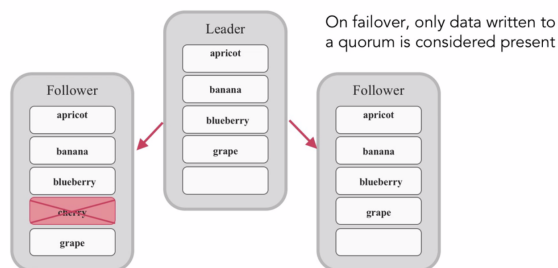 On failover, only data written to
a quorum is considered present
Leader
apricot
banana
blueberry
grape
Follower
apricot
banana
blueberry
cherry
grape
Follower
apricot
banana
blueberry
grape